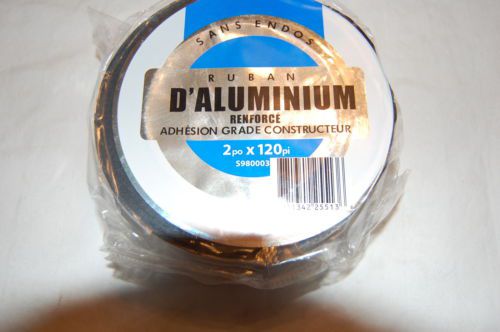 SANS ENDOS
RUBAN
D'ALUMINIUM
RENFORCÉ
ADHÉSION GRADE CONSTRUCTEUR
2po x 120pi
S980003